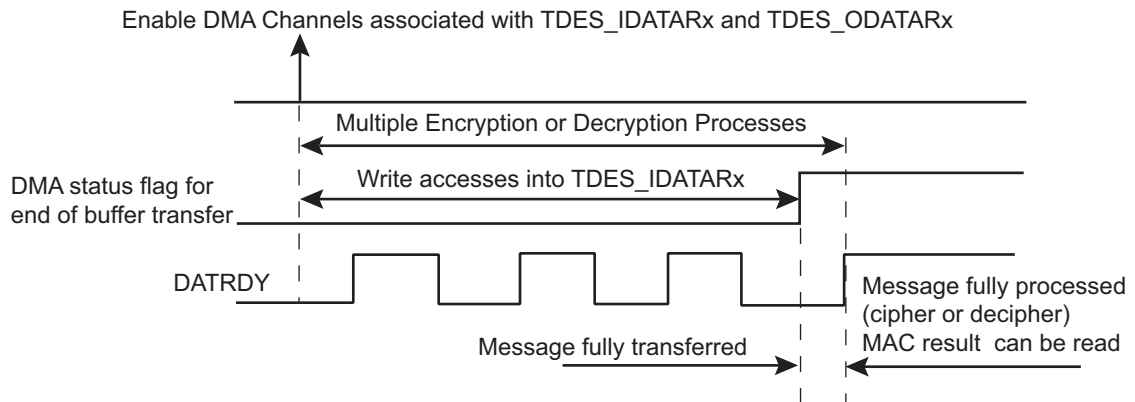 Enable DMA Channels associated with TDES_IDATARx and TDES_ODATARx
Multiple Encryption or Decryption Processes
DMA status flag for
end of buffer transfer
Write accesses into TDES_IDATARx
DATRDY
Message fully processed
(cipher or decipher)
MAC result can be read
Message fully transferred